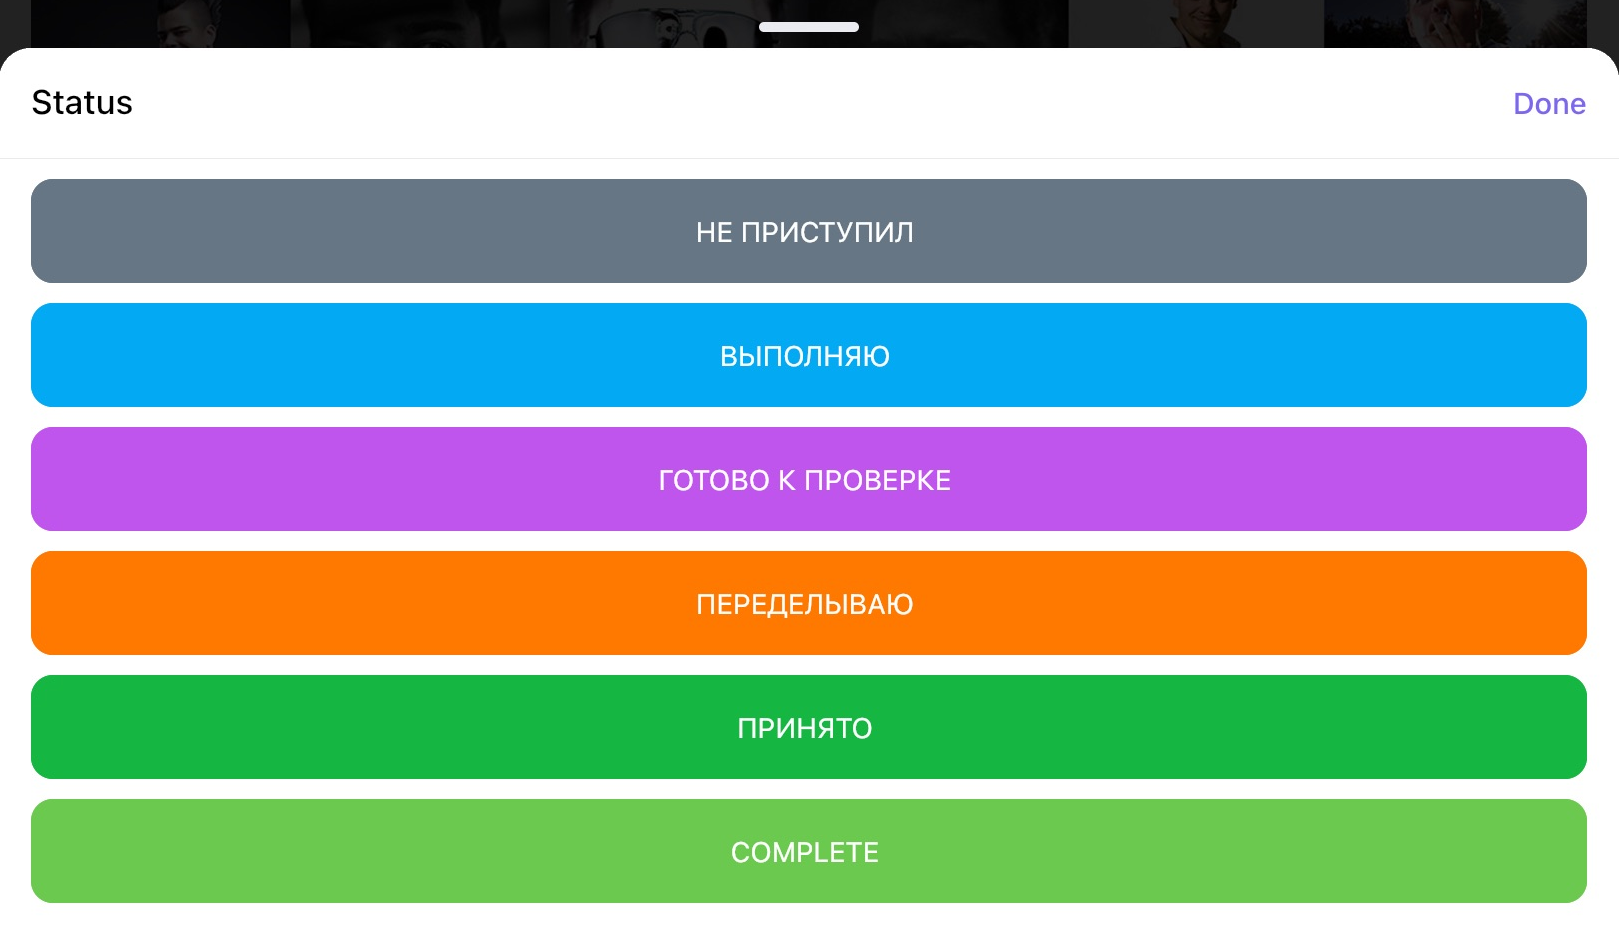 Status
Done
НЕ ПРИСТУПИЛ
ВЫПОЛНЯЮ
ГОТОВО К ПРОВЕРКЕ
ПЕРЕДЕЛЫВАЮ
ПРИНЯТО
COMPLETE